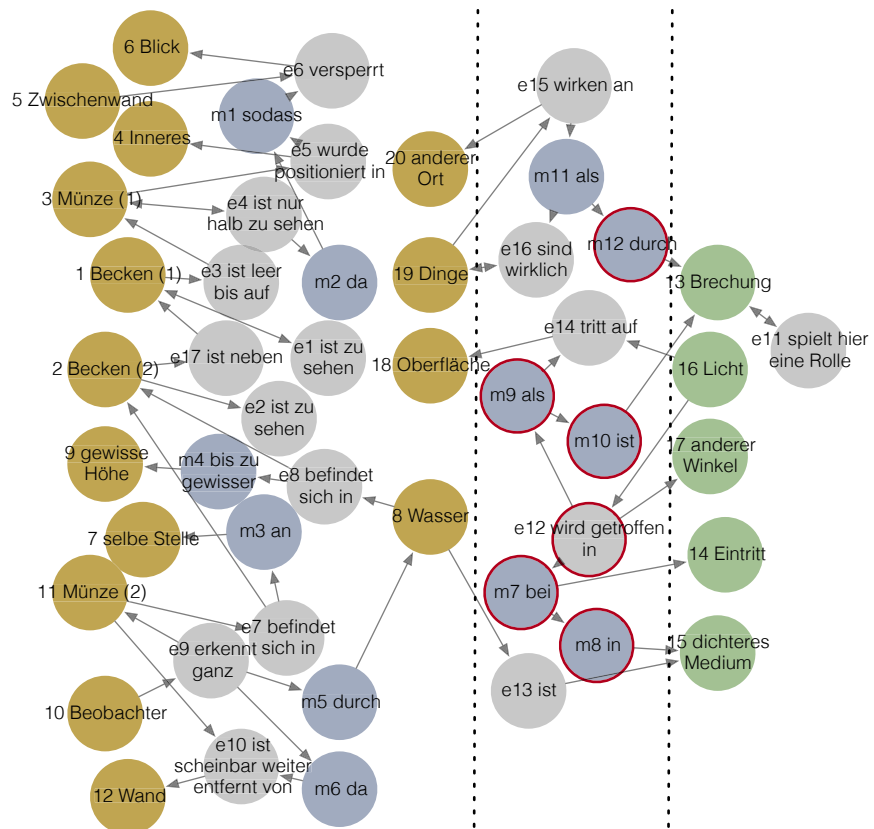 6 Blick
e6 versperrt
5 Zwischenwand
m1 sodass
4 Inneres
e5 wurde
positioniert in
3 Münze (1)
e4 ist nur
halb zu sehen
1 Becken (1)
e3 ist leer
bis auf
m2 da
e17 ist neben
e1 ist zu
sehen
2 Becken (2)
e2 ist zu
sehen
9 gewisse
Höhe
m4 bis zu
gewisser
e8 befindet
sich in
7 selbe Stelle
m3 an
8 Wasser
11 Münze (2)
e7 befindet
sich in
e9 erkennt
ganz
m5 durch
10 Beobachter
e10 ist
scheinbar weiter
entfernt von
m6 da
12 Wand
e15 wirken an
20 anderer
Ort
m11 als
m12 durch
e16 sind
wirklich
19 Dinge
13 Brechung
e14 tritt auf
e11 spielt hier
eine Rolle
18 Oberfläche
16 Licht
m9 als
m10 ist
17 anderer
Winkel
e12 wird getroffen
in
14 Eintritt
m7 bei
m8 in
15 dichteres
Medium
e13 ist